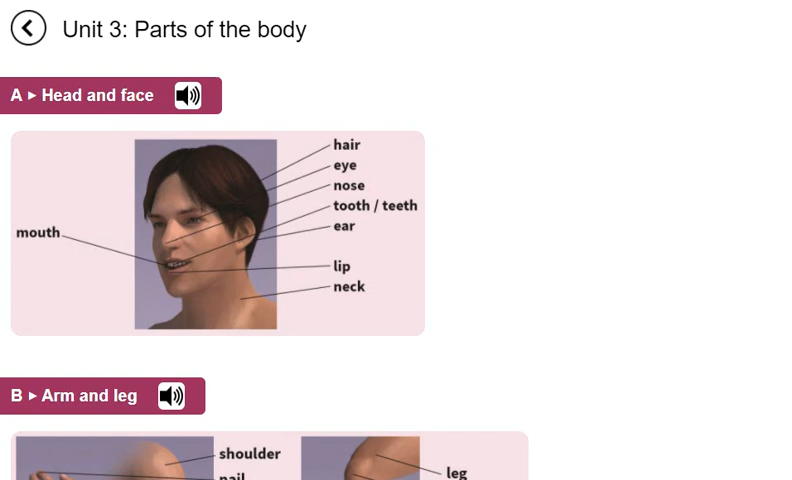 Unit 3: Parts of the body
A ▸ Head and face
hair
eye
nose
tooth / teeth
ear
mouth
lip
neck
B ▸ Arm and leg
shoulder
nail
leg